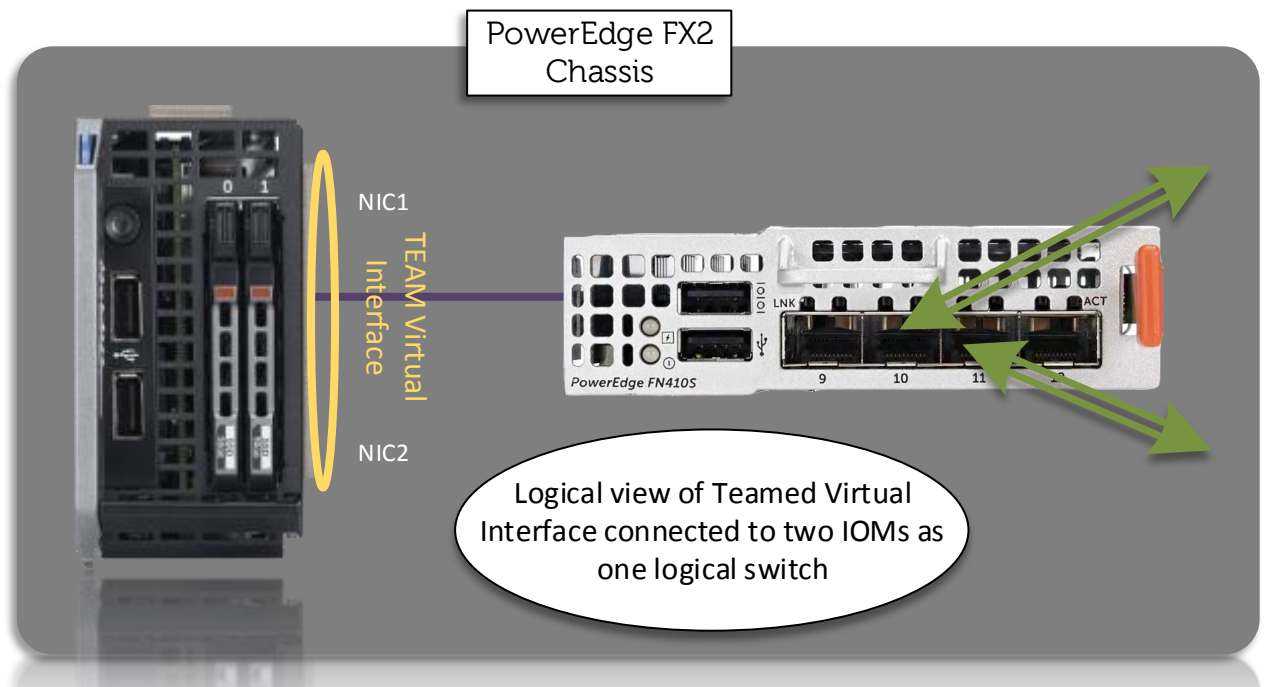 PowerEdge FX2
Chassis
0 1
NIC1
TEAM Virtual
Interface
NIC2
LNK
ACT
PowerEdge FN410S
9 10 11
Logical view of Teamed Virtual
Interface connected to two IOMs as
one logical switch